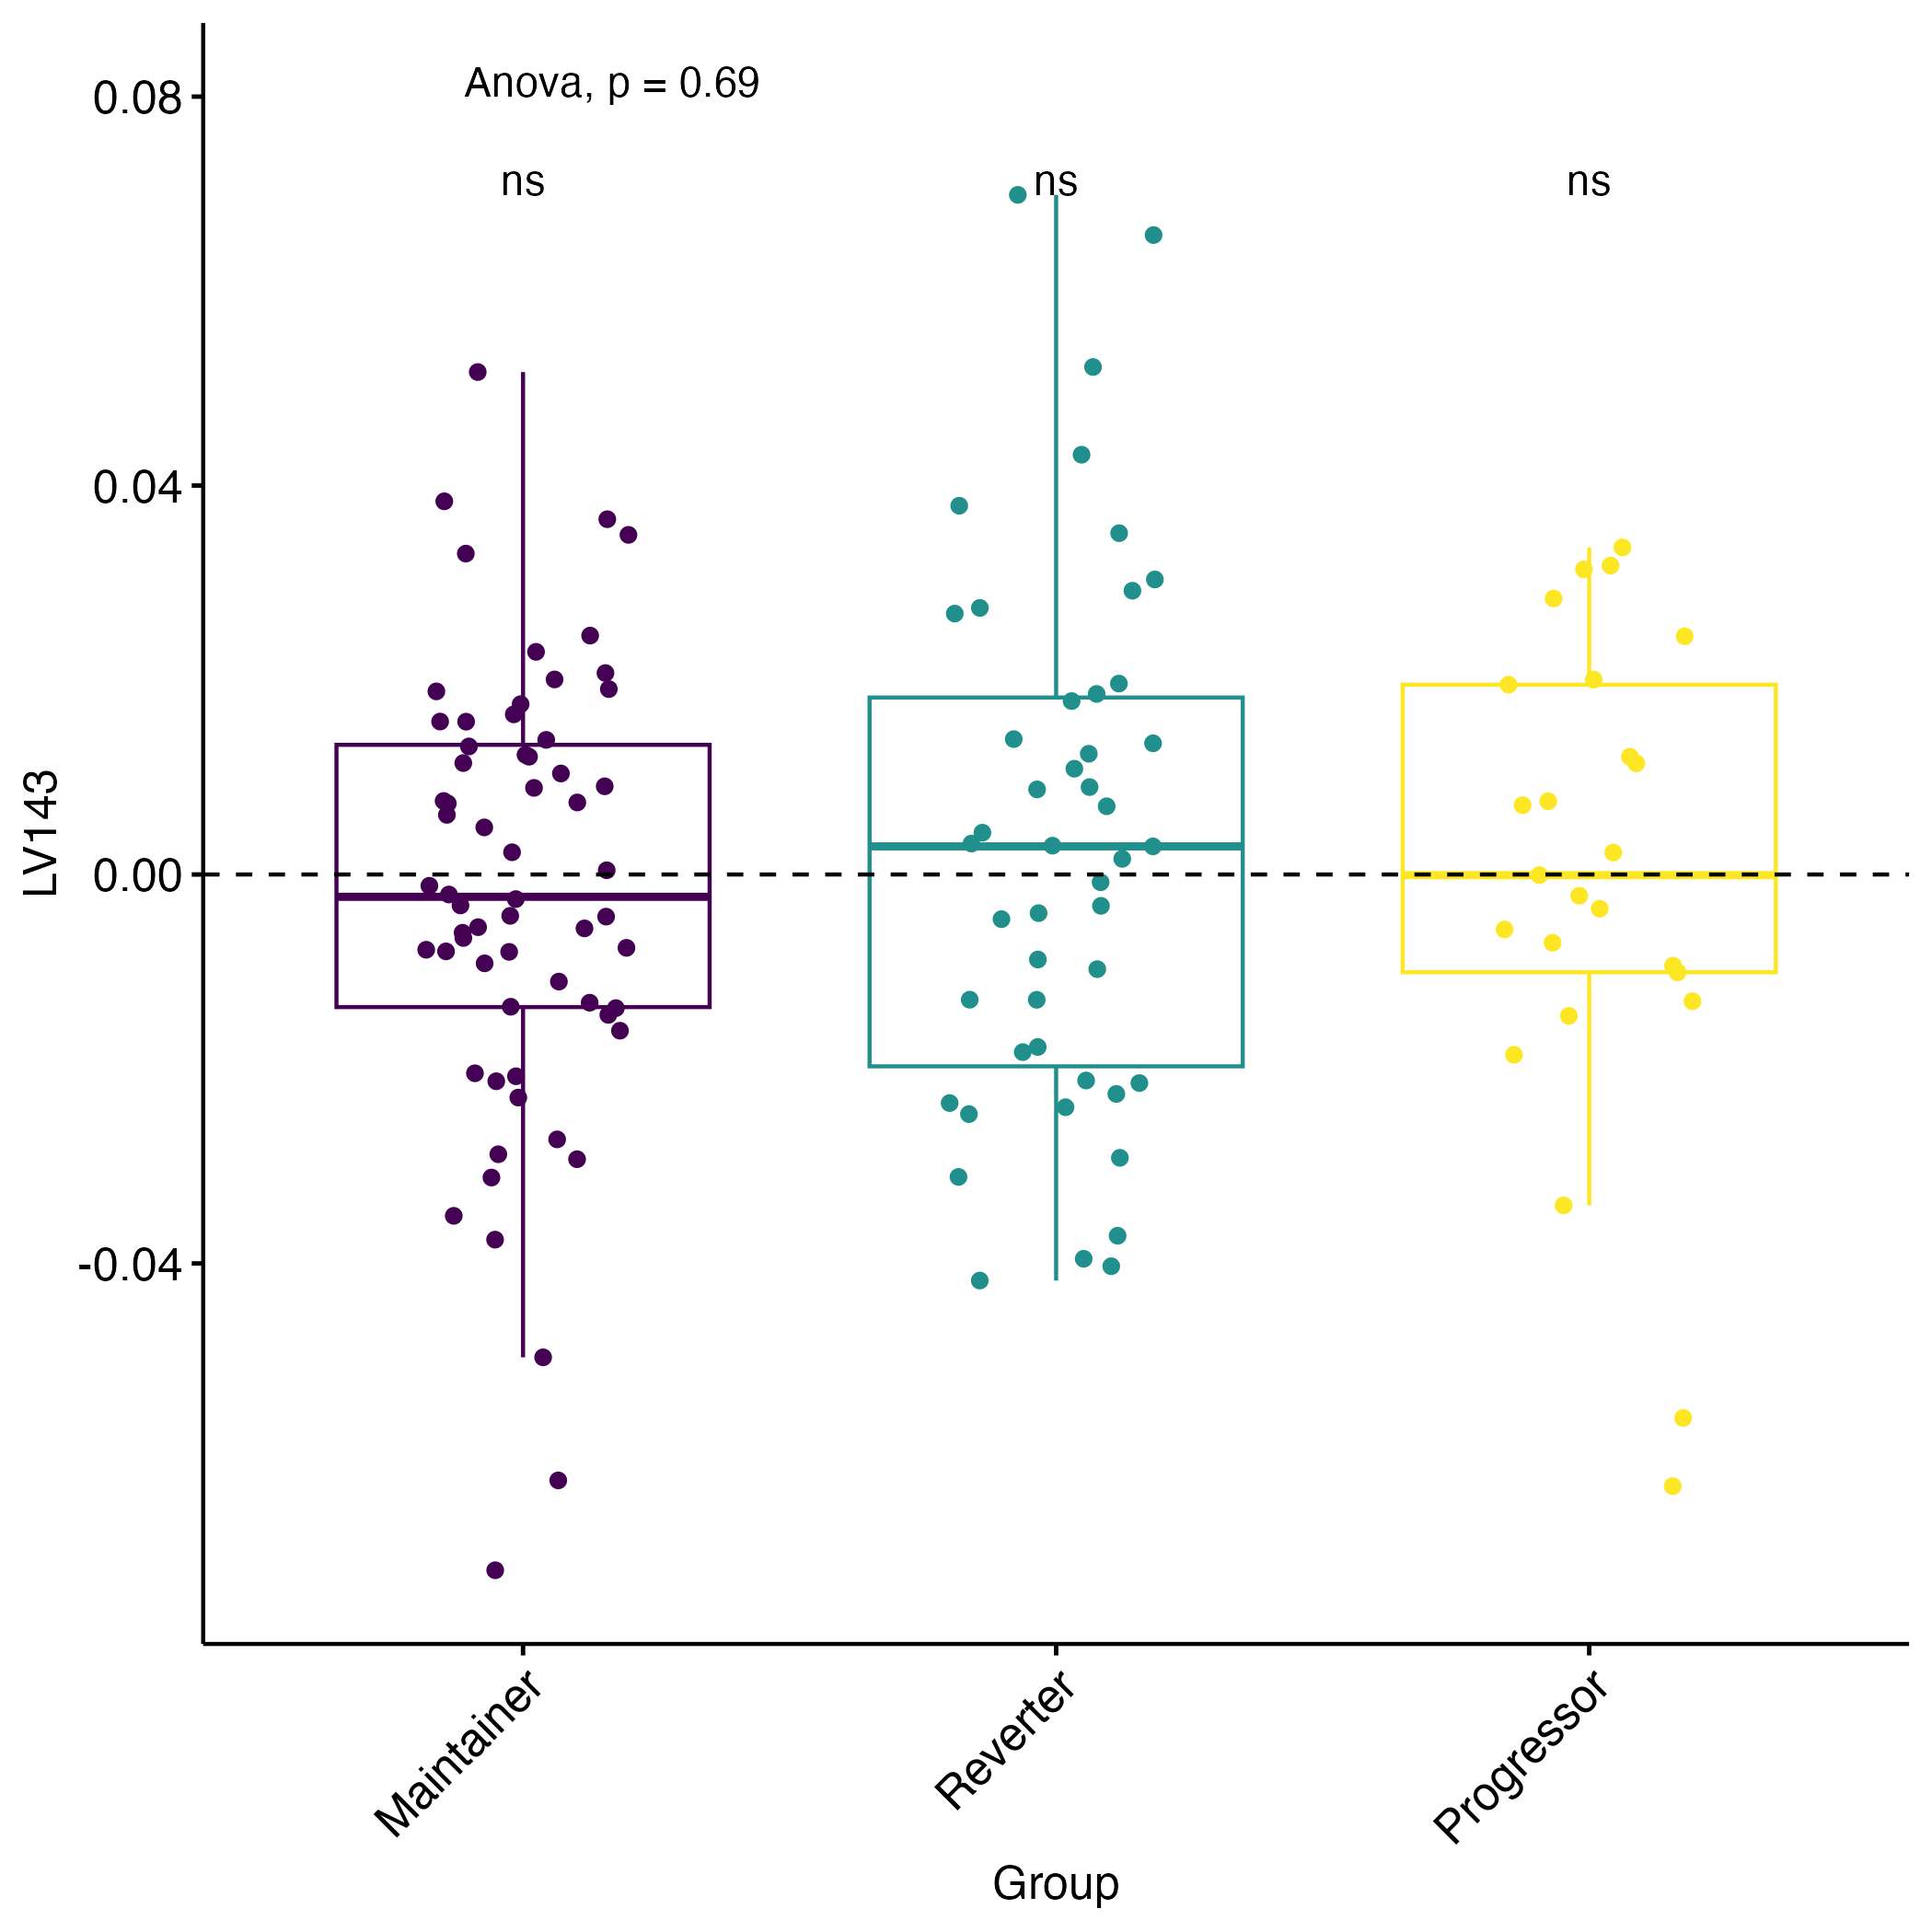 Anova, p = 0.69
ns ns ns
0.08
0.04
0.00
-0.04
LV143
Maintainer
Reverter
Progressor
Group